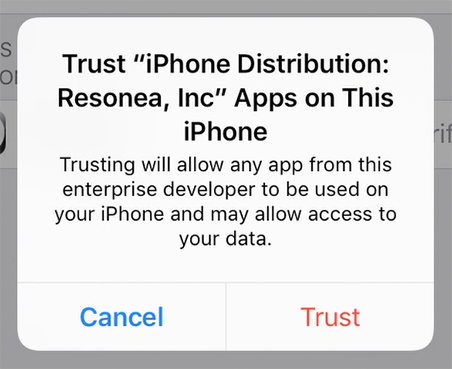 Trust “iPhone Distribution:
Resonea, Inc” Apps on This
iPhone
Trusting will allow any app from this
enterprise developer to be used on
your iPhone and may allow access to
your data.
Cancel
Trust